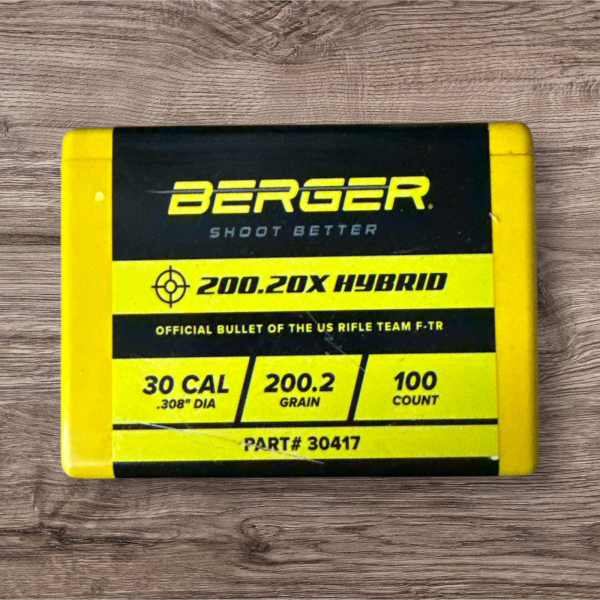 BERGER®
SHOOT BETTER
200.20X HYBRID
OFFICIAL BULLET OF THE US RIFLE TEAM F-TR
30 CAL 200.2 100
.308" DIA GRAIN COUNT
PART# 30417